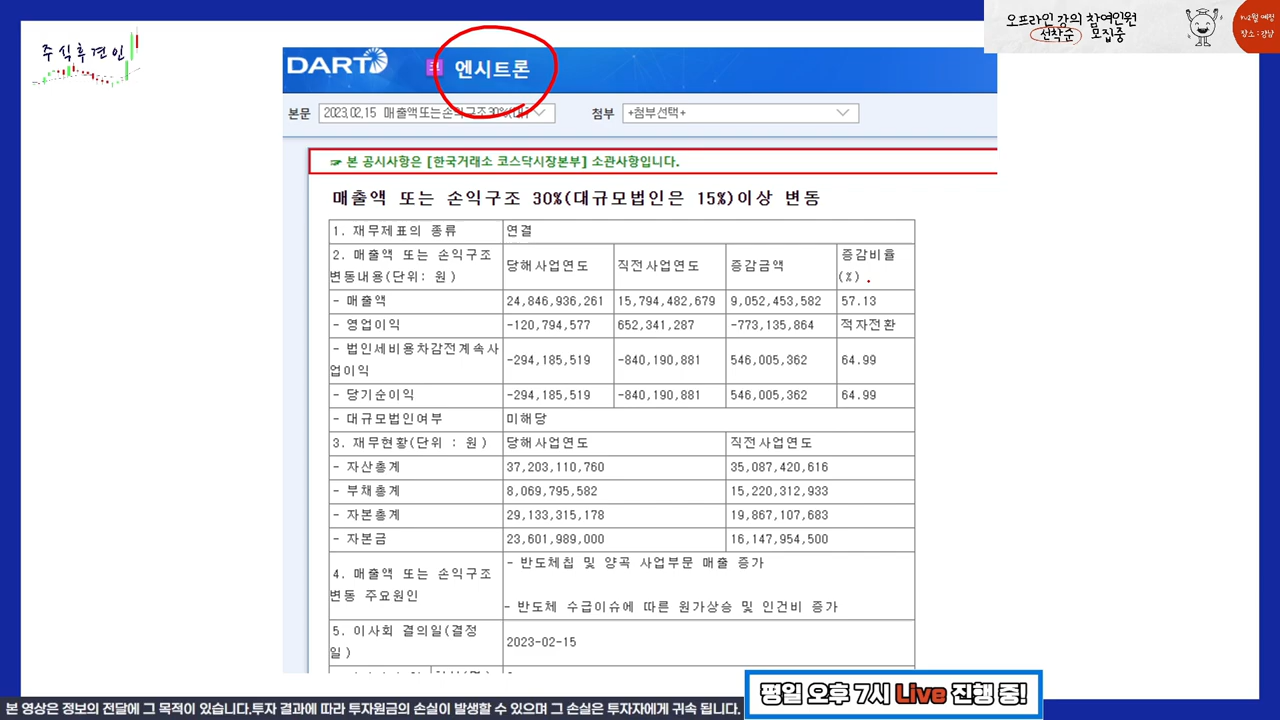 오프라인 강의 참여인원
선착순 모집중
장소 : 강남
주식후견인
DART
엔시트론
본문 2023.02.15 매출액또는손익구조30%(대규 첨부 +첨부선택+
☞ 본 공시사항은 [한국거래소 코스닥시장본부] 소관사항입니다.
매출액 또는 손익구조 30%(대규모법인은 15%)이상 변동
1. 재무제표의 종류 연결
2. 매출액 또는 손익구조 변동내용(단위: 원) 당해사업연도 직전사업연도 증감금액 증감비율(%)
- 매출액 24,846,936,261 15,794,482,679 9,052,453,582 57.13
- 영업이익 -120,794,577 652,341,287 -773,135,864 적자전환
- 법인세비용차감전계속사업이익 -294,185,519 -840,190,881 546,005,362 64.99
- 당기순이익 -294,185,519 -840,190,881 546,005,362 64.99
- 대규모법인여부 미해당
3. 재무현황(단위 : 원) 당해사업연도 직전사업연도
- 자산총계 37,203,110,760 35,087,420,616
- 부채총계 8,069,795,582 15,220,312,933
- 자본총계 29,133,315,178 19,867,107,683
- 자본금 23,601,989,000 16,147,954,500
4. 매출액 또는 손익구조 변동 주요원인 - 반도체칩 및 양곡 사업부문 매출 증가
- 반도체 수급이슈에 따른 원가상승 및 인건비 증가
5. 이사회 결의일(결정일) 2023-02-15
평일 오후 7시 Live 진행 중!
본 영상은 정보의 전달에 그 목적이 있습니다.투자 결과에 따라 투자원금의 손실이 발생할 수 있으며 그 손실은 투자자에게 귀속 됩니다.